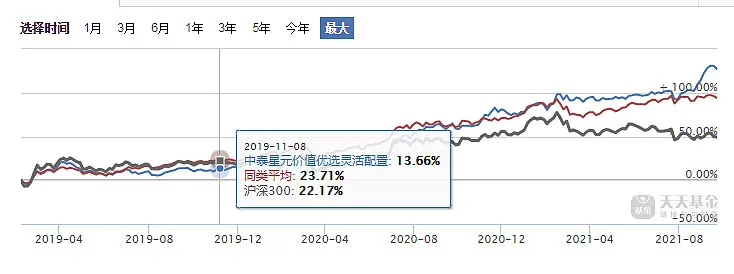 选择时间 1月 3月 6月 1年 3年 5年 今年 最大
100.00%
50.00%
0.00%
-50.00%
2019-11-08
中泰星元价值优选灵活配置: 13.66%
同类平均: 23.71%
沪深300: 22.17%
天天基金
基金
2019-04 2019-08 2019-12 2020-04 2020-08 2020-12 2021-04 2021-08